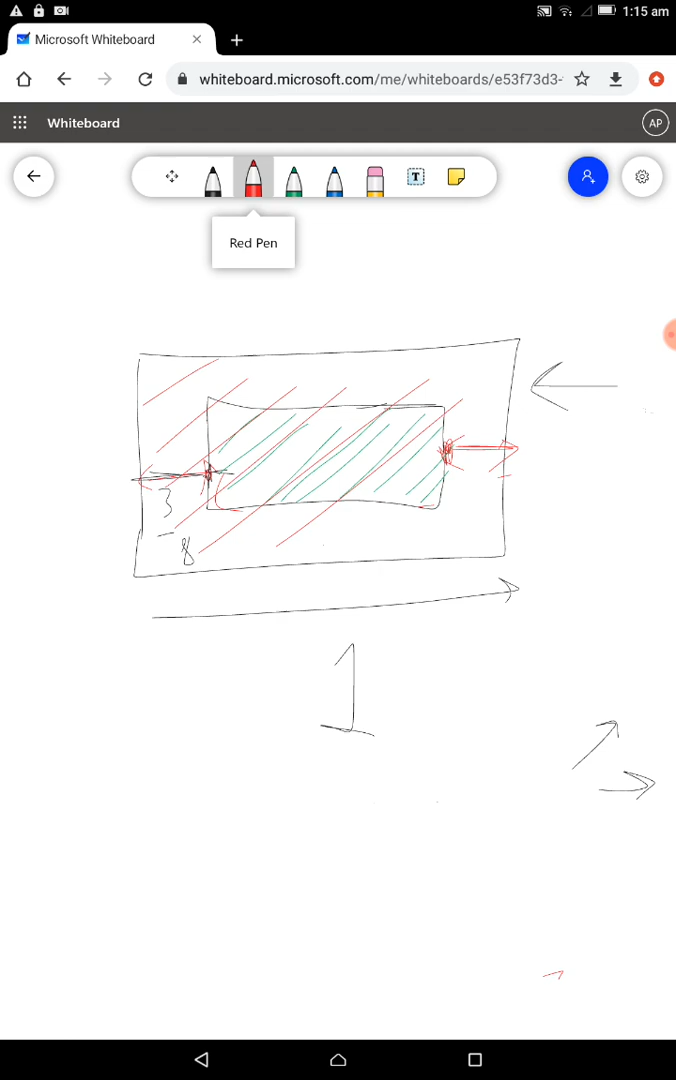 1:15 am
Microsoft Whiteboard
whiteboard.microsoft.com/me/whiteboards/e53f73d3-
Whiteboard
AP
T
Red Pen
3
8
1